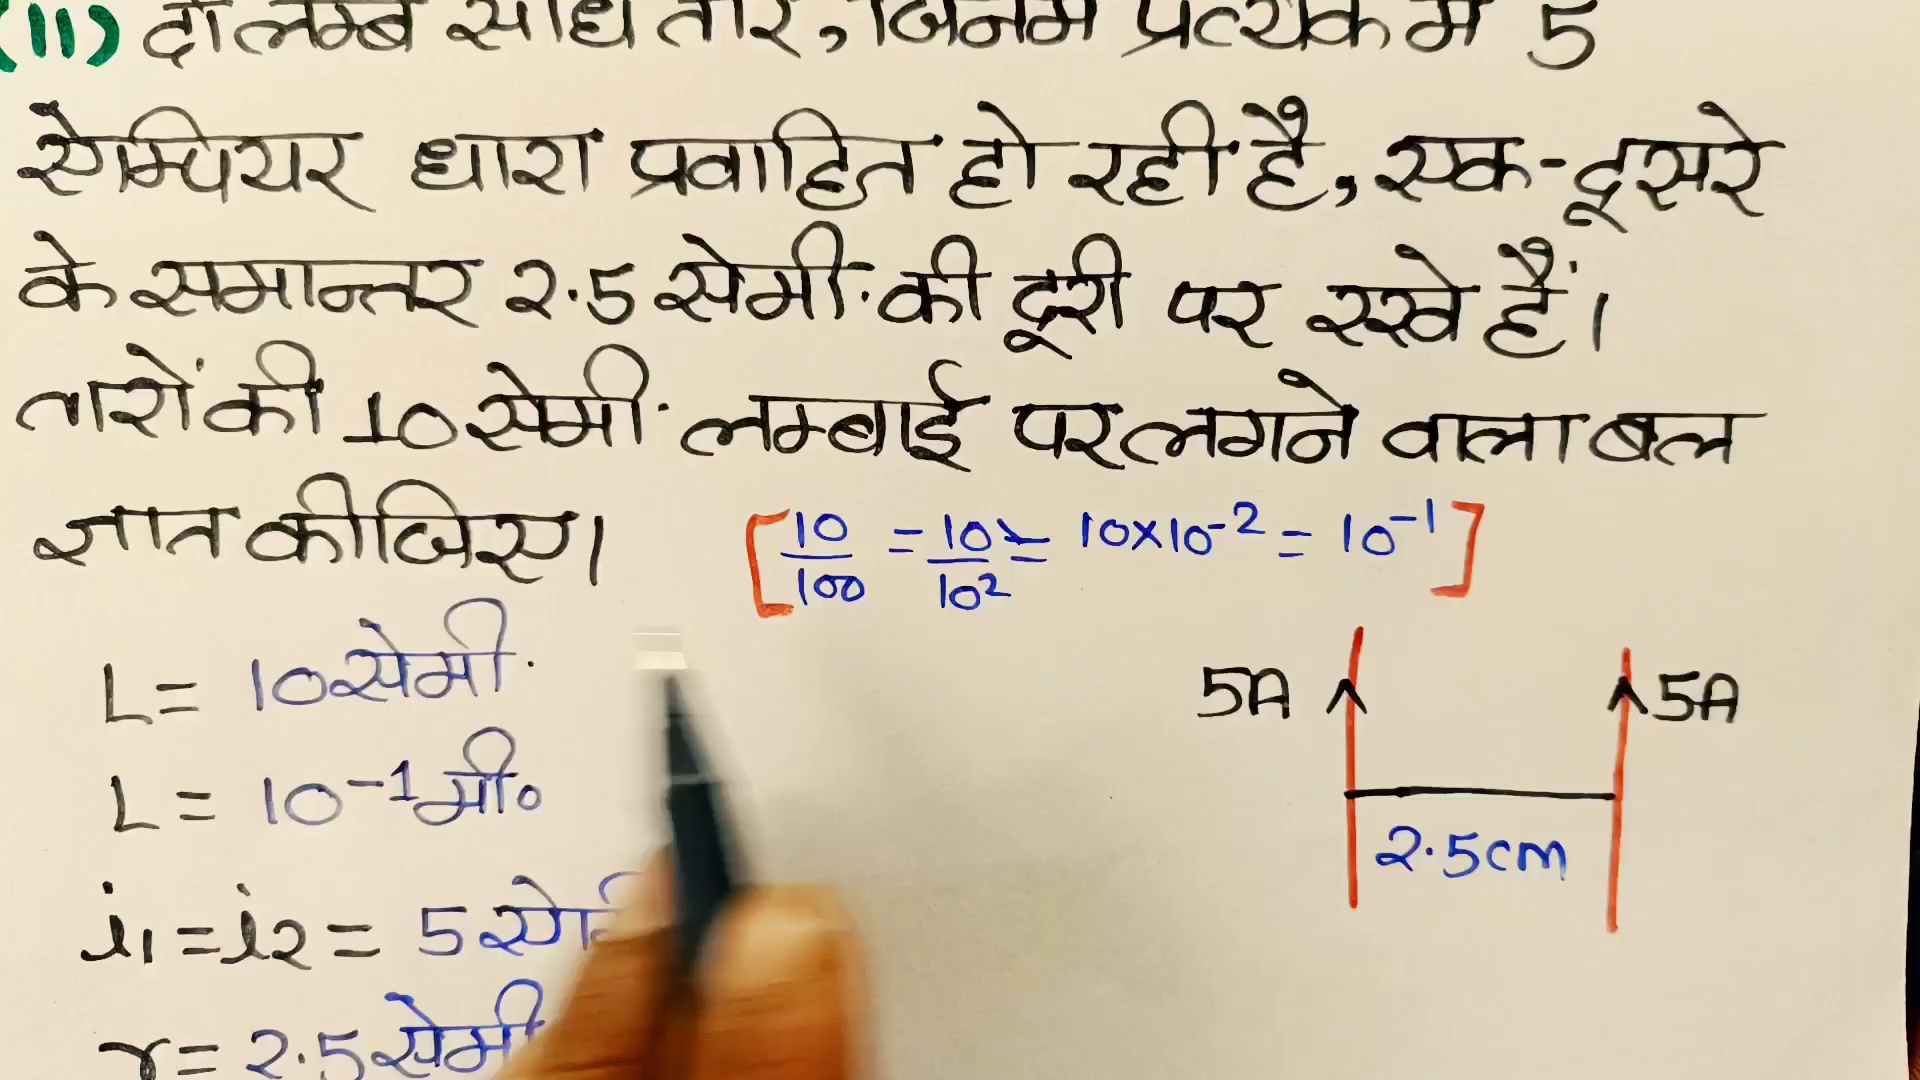 (11) दो लम्ब सीधे तार, जिनमें प्रत्येक में 5
ऐम्पियर धारा प्रवाहित हो रही है, एक-दूसरे
के समान्तर 2.5 सेमी. की दूरी पर रखे हैं।
तारों की 10 सेमी. लम्बाई पर लगने वाला बल
ज्ञात कीजिए।
[10/100 = 10/10² = 10×10⁻² = 10⁻¹]
L = 10 सेमी.
5A 5A
L = 10⁻¹ मी०
2.5cm
i1 = i2 = 5
r = 2.5 सेमी